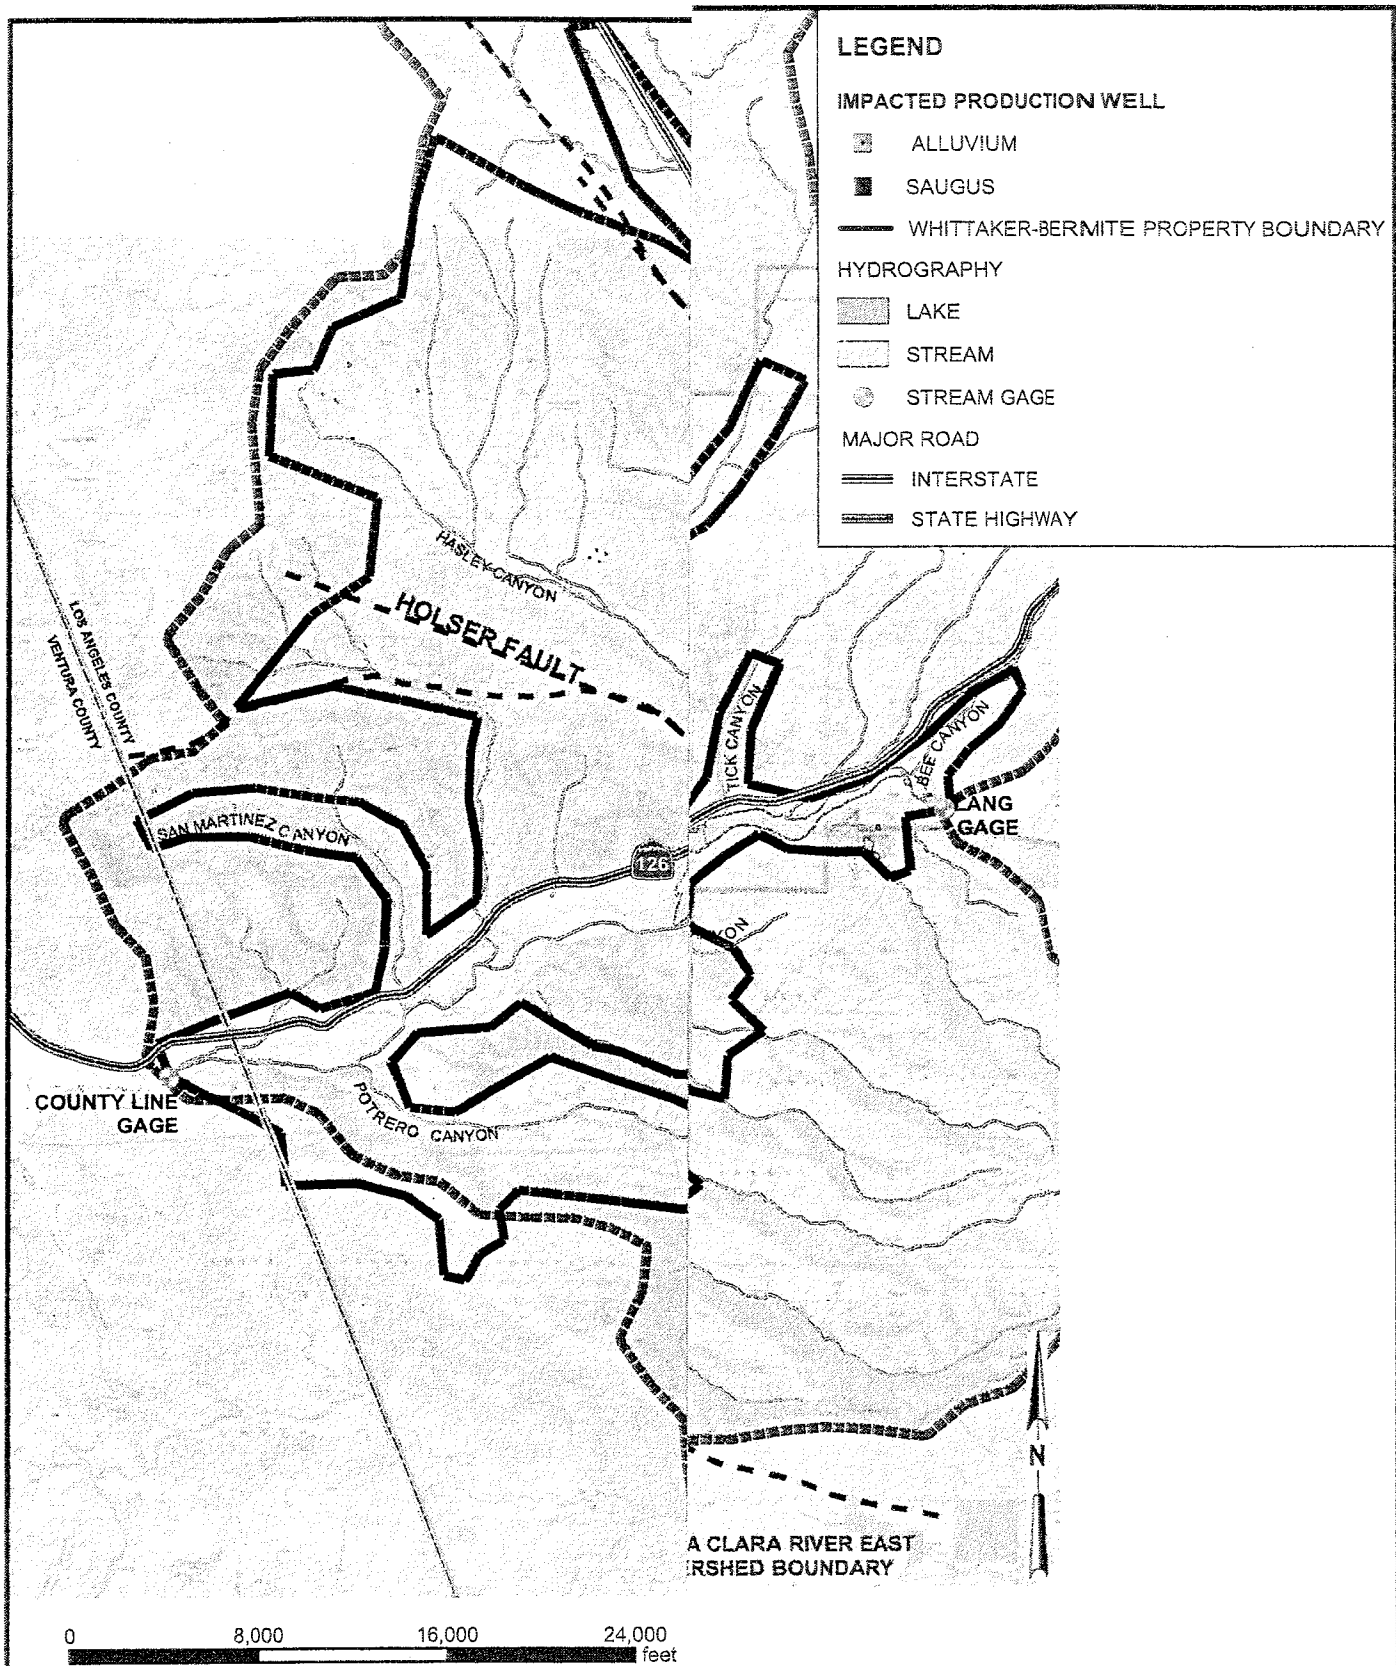 LEGEND
IMPACTED PRODUCTION WELL
ALLUVIUM
SAUGUS
WHITTAKER-BERMITE PROPERTY BOUNDARY
HYDROGRAPHY
LAKE
STREAM
STREAM GAGE
MAJOR ROAD
INTERSTATE
STATE HIGHWAY
HASLEY CANYON
HOLSER FAULT
LOS ANGELES COUNTY
VENTURA COUNTY
TICK CANYON
BEE CANYON
LANG
GAGE
SAN MARTINEZ CANYON
126
YON
COUNTY LINE
GAGE
POTRERO CANYON
N
A CLARA RIVER EAST
RSHED BOUNDARY
0 8,000 16,000 24,000
feet